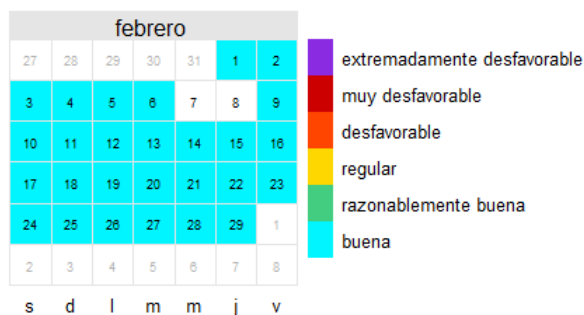 febrero
27 28 29 30 31 1 2
3 4 5 6 7 8 9
10 11 12 13 14 15 16
17 18 19 20 21 22 23
24 25 26 27 28 29 1
2 3 4 5 6 7 8
s d l m m j v
extremadamente desfavorable
muy desfavorable
desfavorable
regular
razonablemente buena
buena